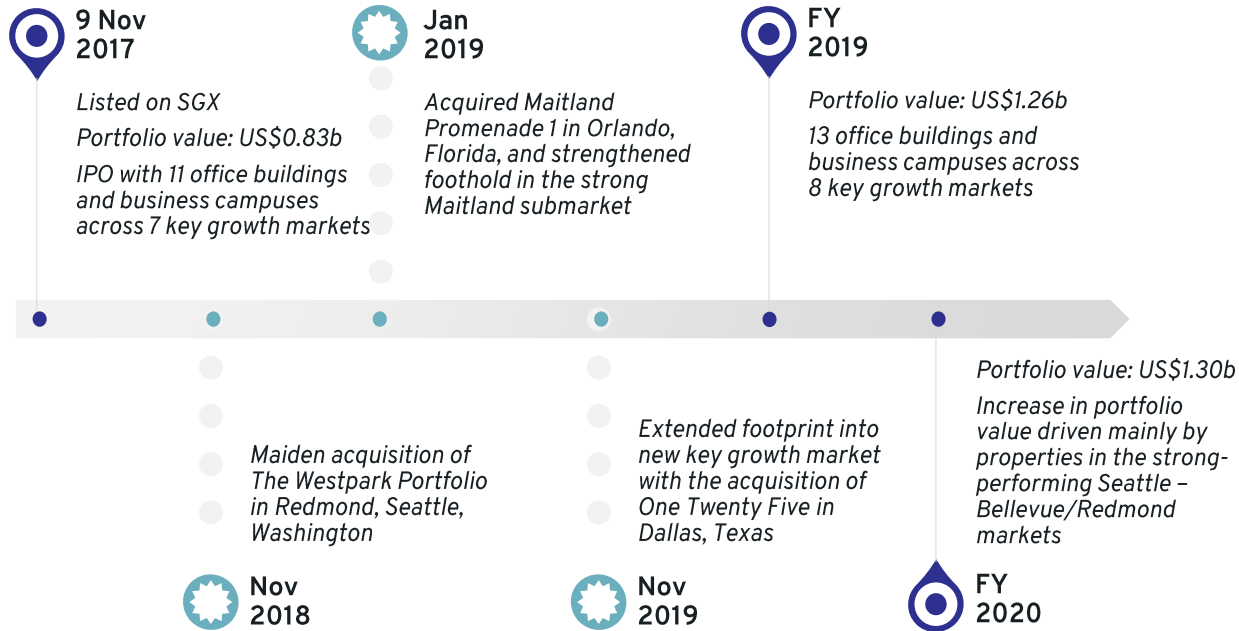 9 Nov
2017
Listed on SGX
Portfolio value: US$0.83b
IPO with 11 office buildings
and business campuses
across 7 key growth markets
Jan
2019
Acquired Maitland
Promenade 1 in Orlando,
Florida, and strengthened
foothold in the strong
Maitland submarket
FY
2019
Portfolio value: US$1.26b
13 office buildings and
business campuses across
8 key growth markets
Maiden acquisition of
The Westpark Portfolio
in Redmond, Seattle,
Washington
Nov
2018
Extended footprint into
new key growth market
with the acquisition of
One Twenty Five in
Dallas, Texas
Nov
2019
Portfolio value: US$1.30b
Increase in portfolio
value driven mainly by
properties in the strong-
performing Seattle –
Bellevue/Redmond
markets
FY
2020